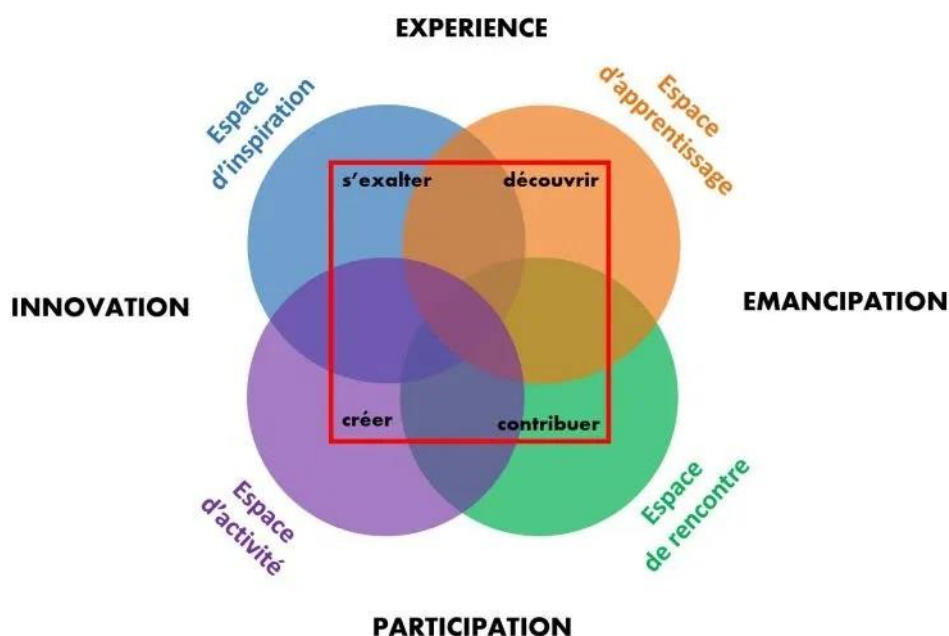 EXPERIENCE
Espace
d'inspiration
Espace
d'apprentissage
s'exalter
découvrir
INNOVATION
EMANCIPATION
créer
contribuer
Espace
d'activité
Espace
de rencontre
PARTICIPATION